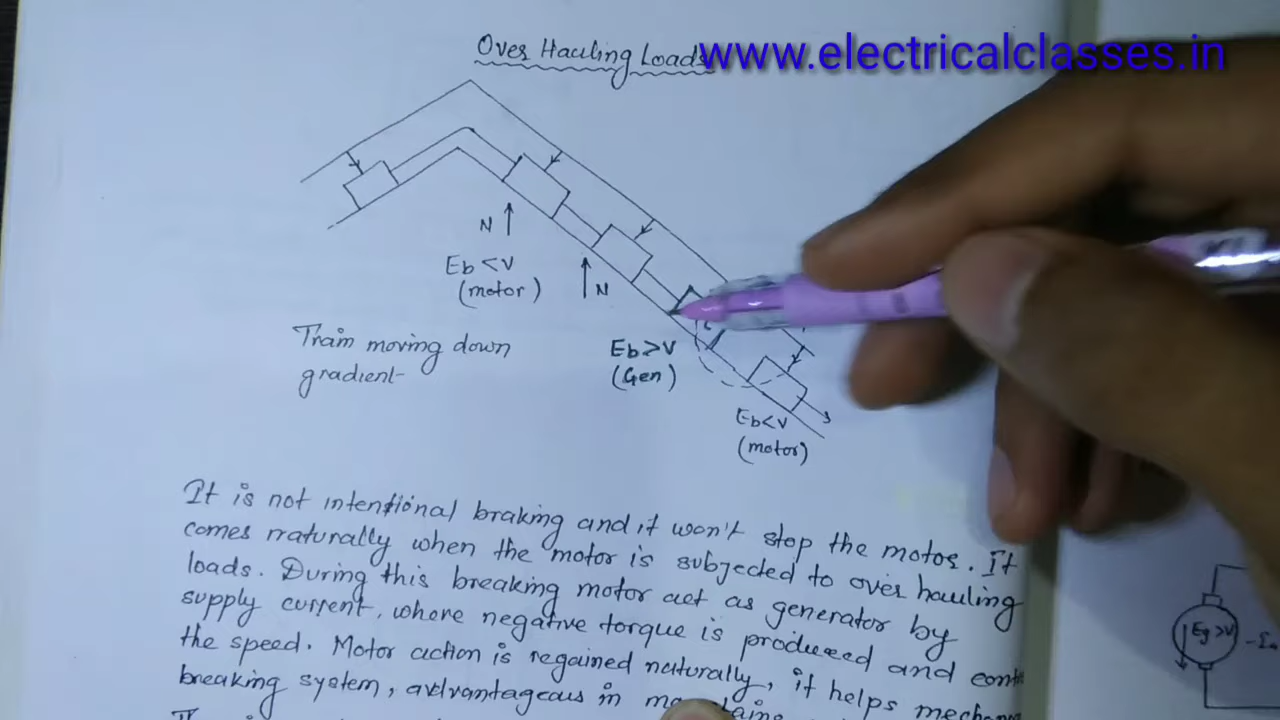 Over Hauling Loads
www.electricalclasses.in
N
Eb < V
(motor)
N
Train moving down
gradient
Eb > V
(Gen)
Eb < V
(motor)
It is not intentional braking and it won't stop the motor. It
comes naturally when the motor is subjected to over hauling
loads. During this breaking motor act as generator by
supply current, where negative torque is produced and cont
the speed. Motor action is regained naturally, it helps mechan
breaking system, advantageous in
Eg > V